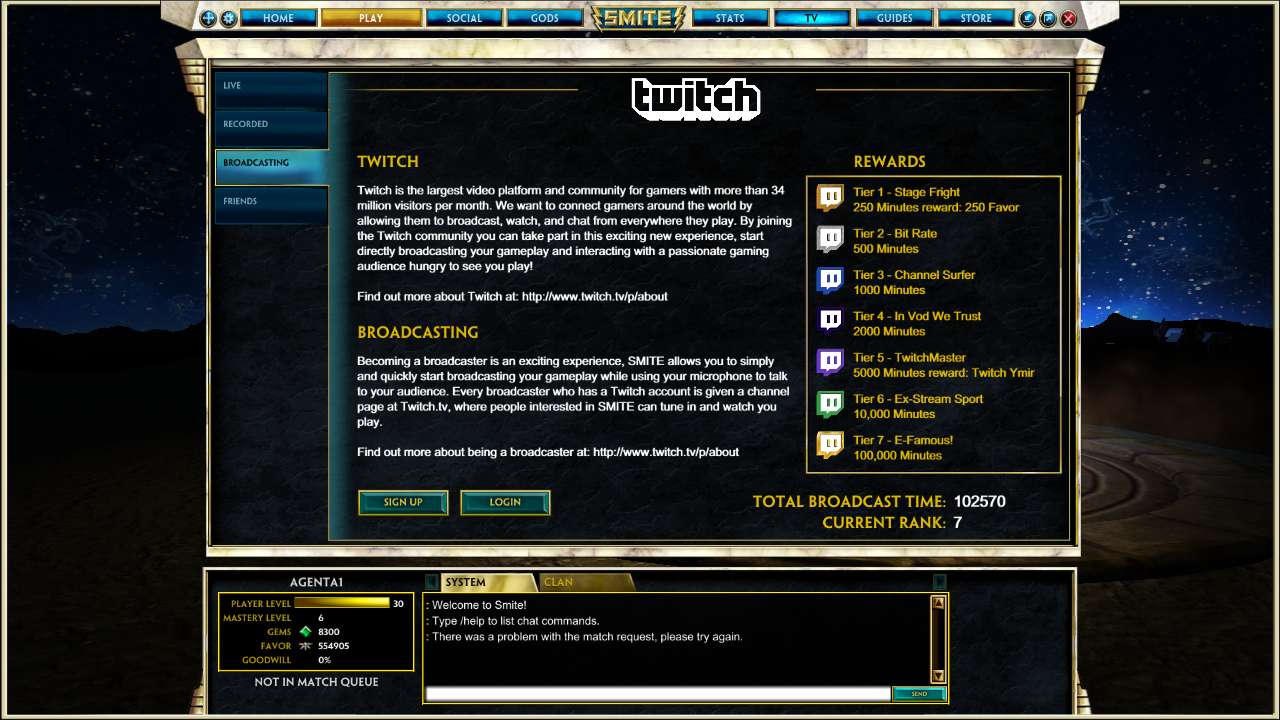 HOME
PLAY
SOCIAL
GODS
SMITE
STATS
TV
GUIDES
STORE
LIVE
RECORDED
BROADCASTING
FRIENDS
twitch
TWITCH
Twitch is the largest video platform and community for gamers with more than 34
million visitors per month. We want to connect gamers around the world by
allowing them to broadcast, watch, and chat from everywhere they play. By joining
the Twitch community you can take part in this exciting new experience, start
directly broadcasting your gameplay and interacting with a passionate gaming
audience hungry to see you play!
Find out more about Twitch at: http://www.twitch.tv/p/about
BROADCASTING
Becoming a broadcaster is an exciting experience, SMITE allows you to simply
and quickly start broadcasting your gameplay while using your microphone to talk
to your audience. Every broadcaster who has a Twitch account is given a channel
page at Twitch.tv, where people interested in SMITE can tune in and watch you
play.
Find out more about being a broadcaster at: http://www.twitch.tv/p/about
SIGN UP
LOGIN
REWARDS
Tier 1 - Stage Fright
250 Minutes reward: 250 Favor
Tier 2 - Bit Rate
500 Minutes
Tier 3 - Channel Surfer
1000 Minutes
Tier 4 - In Vod We Trust
2000 Minutes
Tier 5 - TwitchMaster
5000 Minutes reward: Twitch Ymir
Tier 6 - Ex-Stream Sport
10,000 Minutes
Tier 7 - E-Famous!
100,000 Minutes
TOTAL BROADCAST TIME: 102570
CURRENT RANK: 7
AGENTA1
PLAYER LEVEL 30
MASTERY LEVEL 6
GEMS 8300
FAVOR 554905
GOODWILL 0%
NOT IN MATCH QUEUE
SYSTEM
CLAN
: Welcome to Smite!
: Type /help to list chat commands.
: There was a problem with the match request, please try again.
SEND